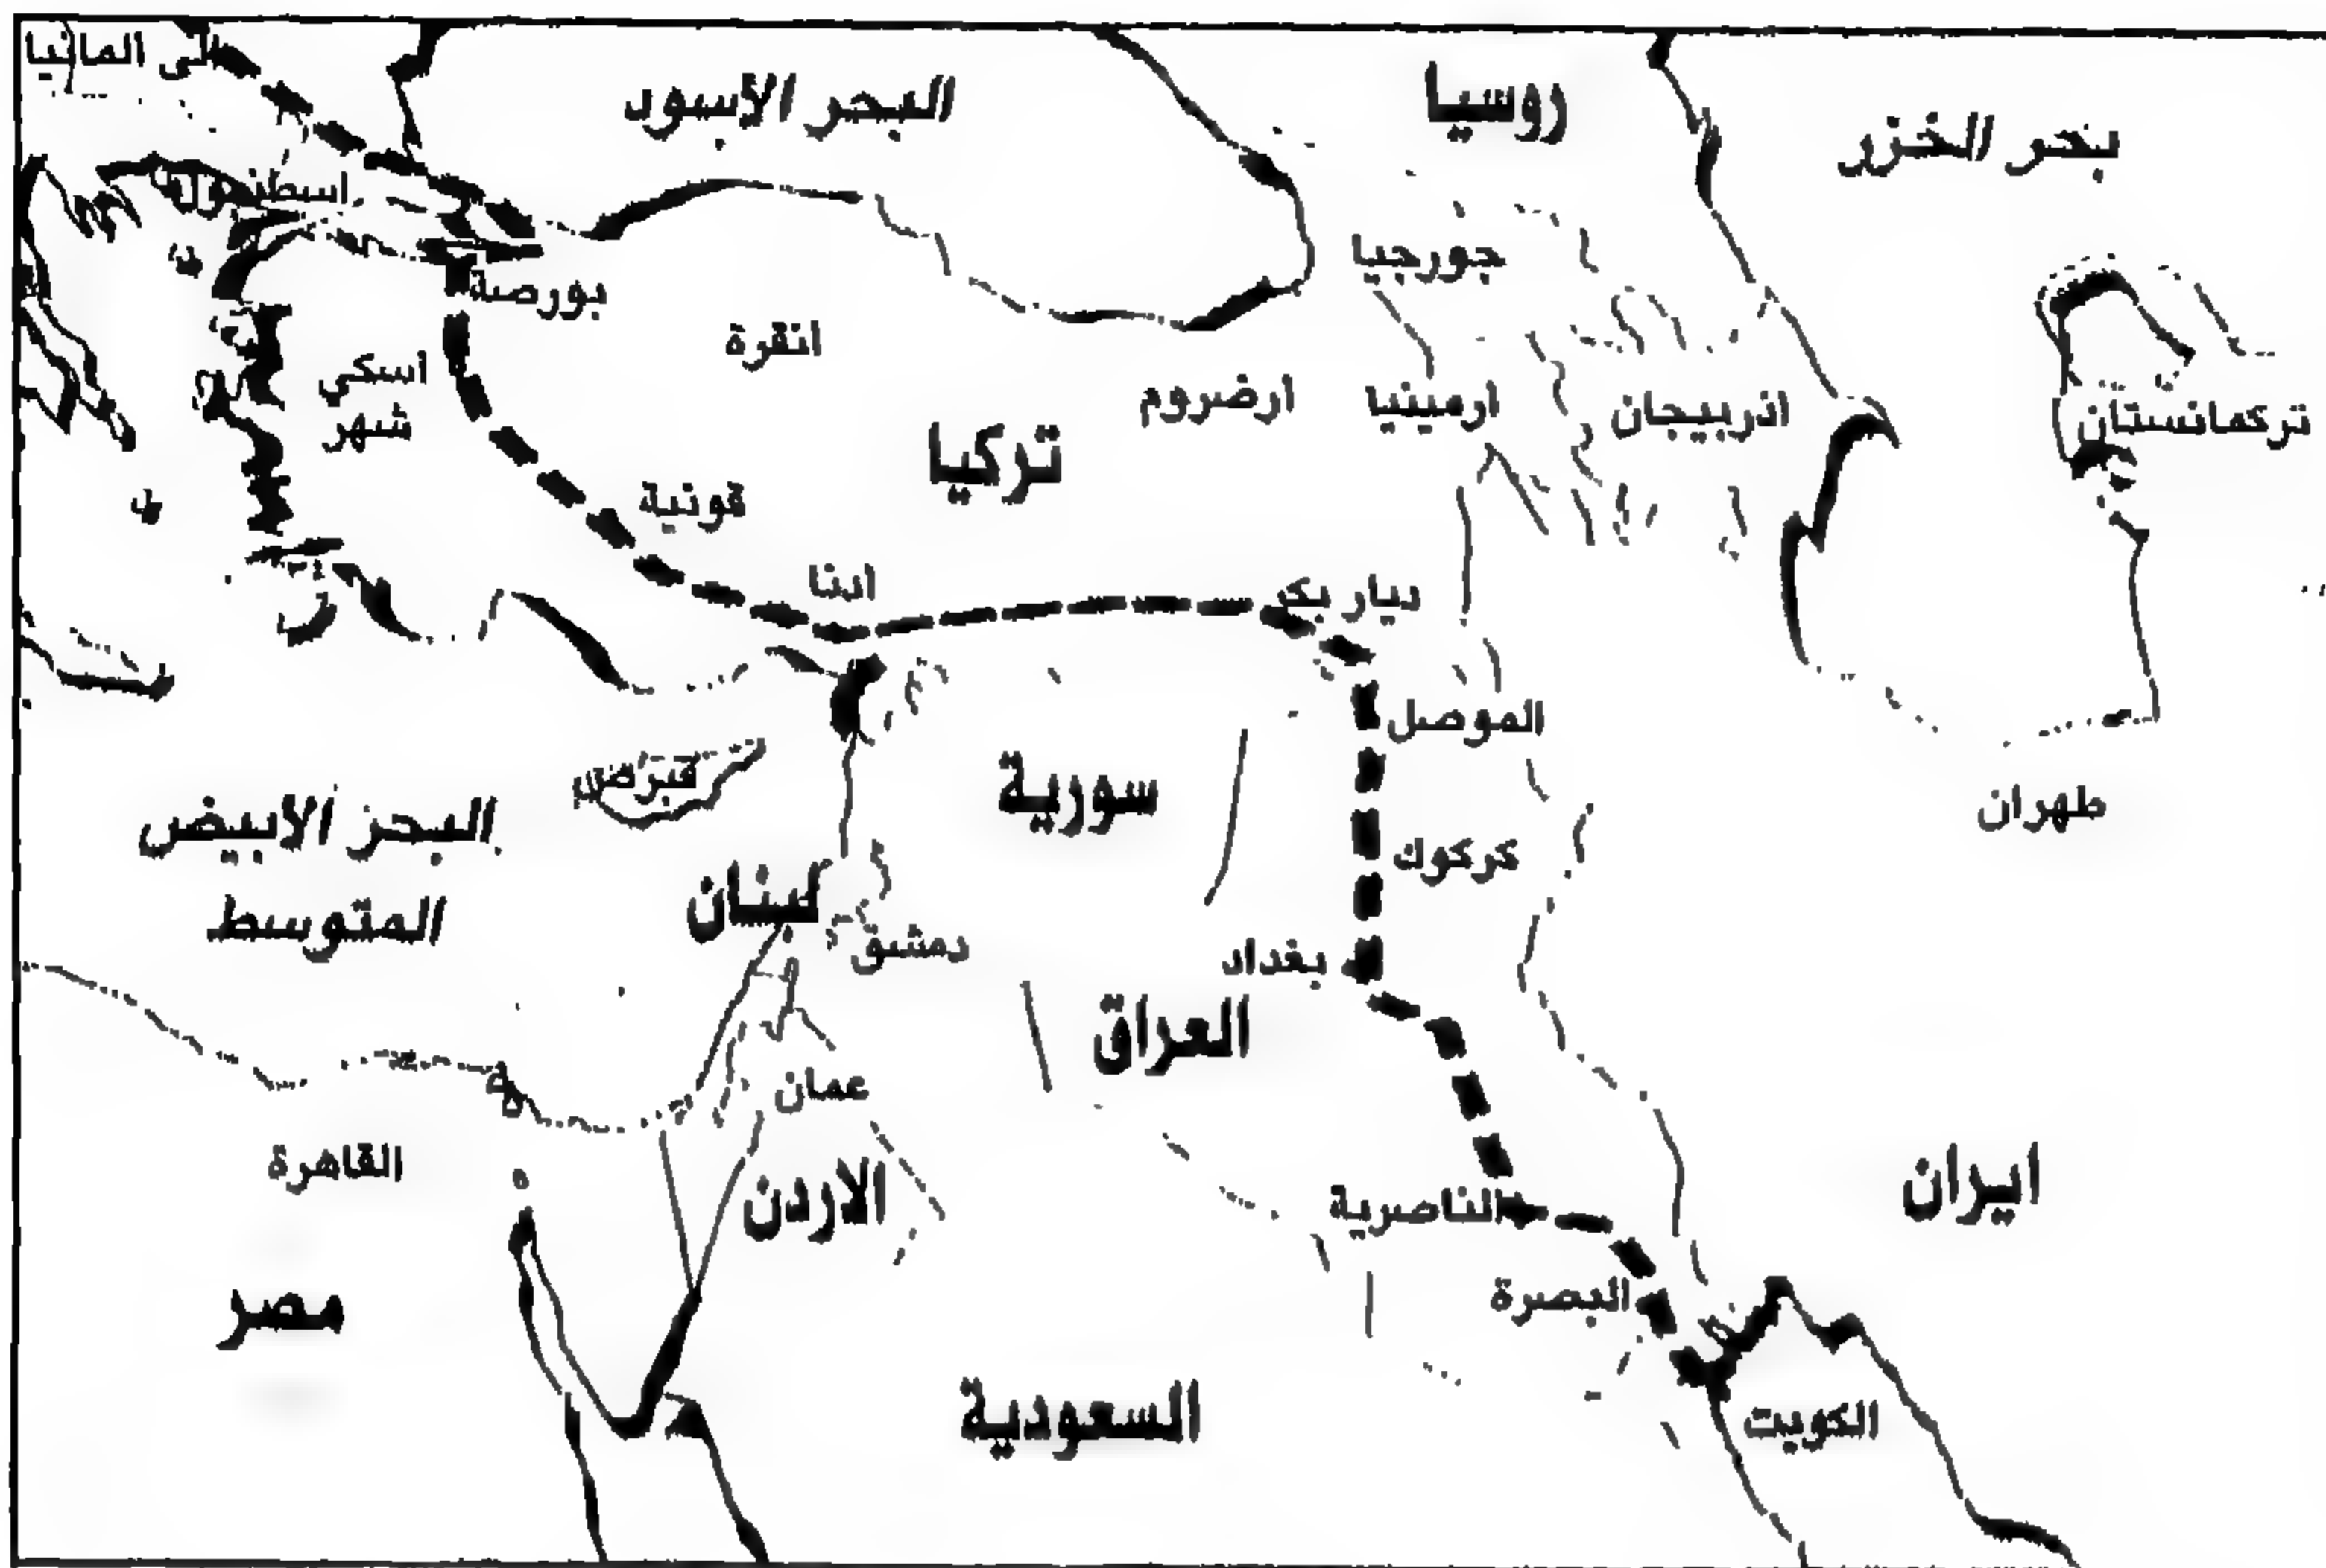 الى المانيا
البحر الأسود
روسيا
بحر الخزر
اسطنبول
جورجيا
بورصة
انقرة
اسكي
شهر
ارضروم
ارمينيا
اذربيجان
تركمانستان
تركيا
قونية
ادنا
ديار بكر
الموصل
قبرص
سورية
طهران
البحر الابيض
المتوسط
كركوك
لبنان
دمشق
بغداد
العراق
عمان
القاهرة
الاردن
الناصرية
ايران
البصرة
مصر
السعودية
الكويت